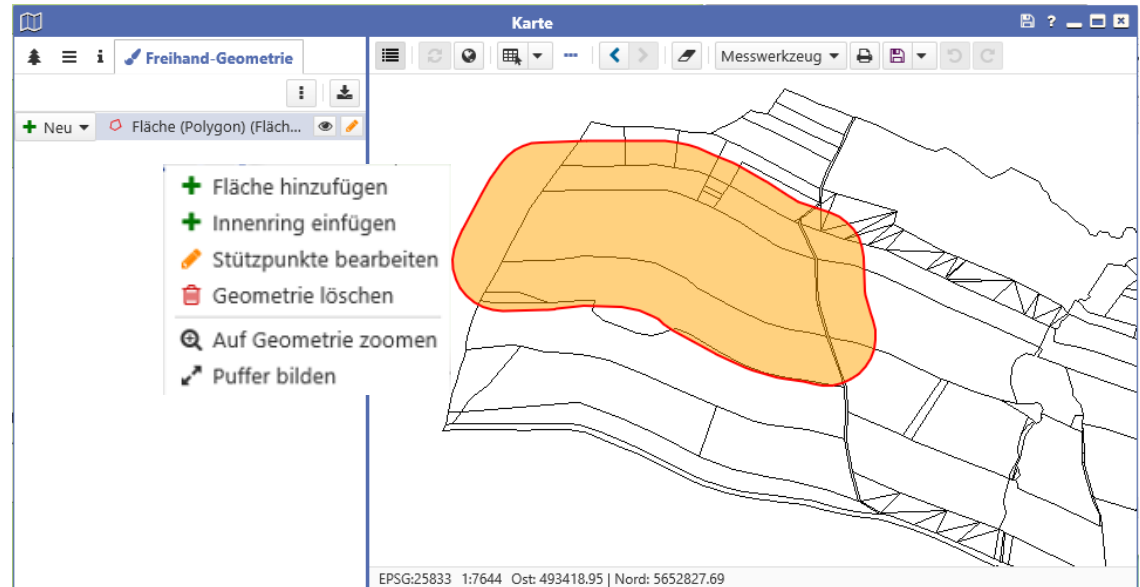 Karte
?
i Freihand-Geometrie
Messwerkzeug
Neu Fläche (Polygon) (Fläch...
Fläche hinzufügen
Innenring einfügen
Stützpunkte bearbeiten
Geometrie löschen
Auf Geometrie zoomen
Puffer bilden
EPSG:25833 1:7644 Ost: 493418.95 | Nord: 5652827.69